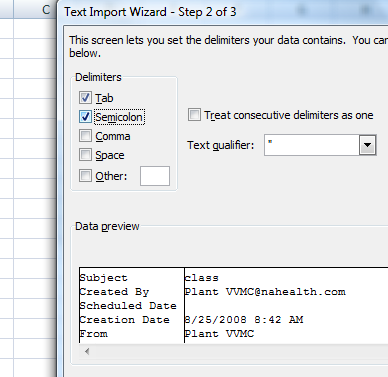 C
Text Import Wizard - Step 2 of 3
This screen lets you set the delimiters your data contains. You can
below.
Delimiters
Tab
Semicolon
Comma
Space
Other:
Treat consecutive delimiters as one
Text qualifier: "
Data preview
Subject class
Created By Plant VVMC@nahealth.com
Scheduled Date
Creation Date 8/25/2008 8:42 AM
From Plant VVMC